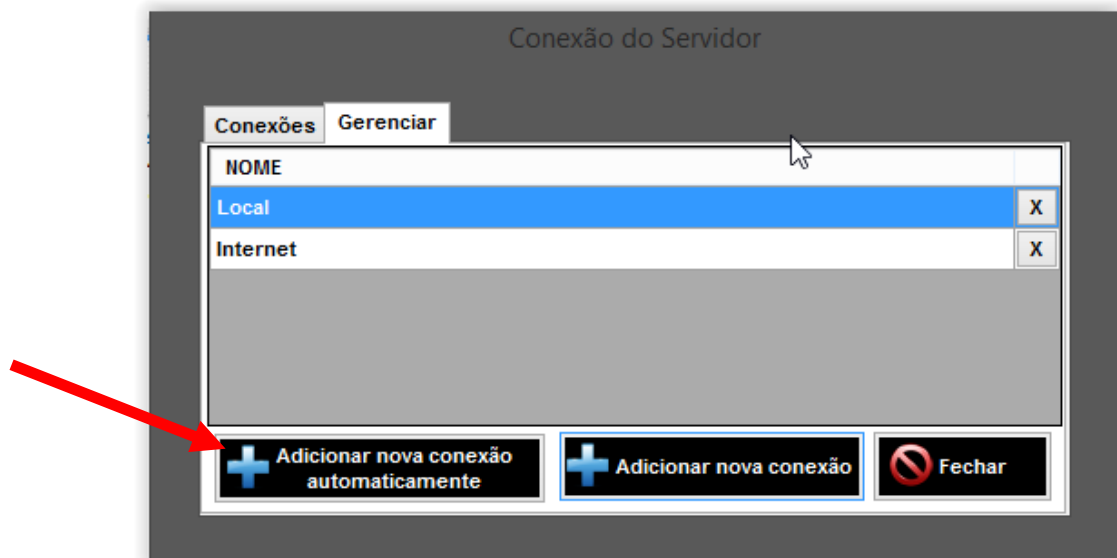 Conexão do Servidor
Conexões Gerenciar
NOME
Local X
Internet X
Adicionar nova conexão
automaticamente
Adicionar nova conexão
Fechar